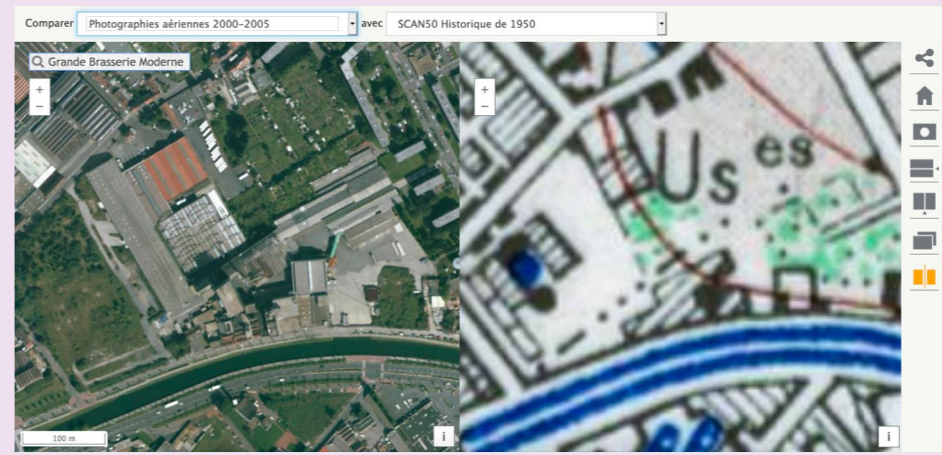 Comparer Photographies aériennes 2000-2005 avec SCAN50 Historique de 1950
Grande Brasserie Moderne
+
−
+
−
Us es
100 m
i
i